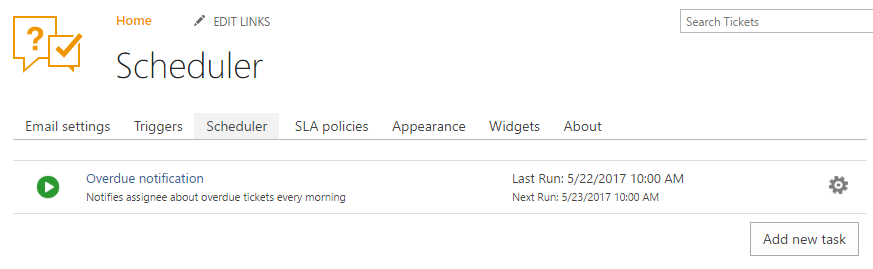 Home EDIT LINKS
Search Tickets
Scheduler
Email settings Triggers Scheduler SLA policies Appearance Widgets About
Overdue notification Last Run: 5/22/2017 10:00 AM
Notifies assignee about overdue tickets every morning Next Run: 5/23/2017 10:00 AM
Add new task